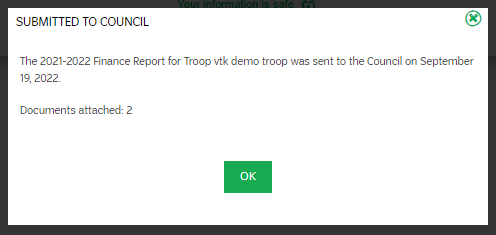 Your information is safe
SUBMITTED TO COUNCIL
The 2021-2022 Finance Report for Troop vtk demo troop was sent to the Council on September
19, 2022.
Documents attached: 2
OK